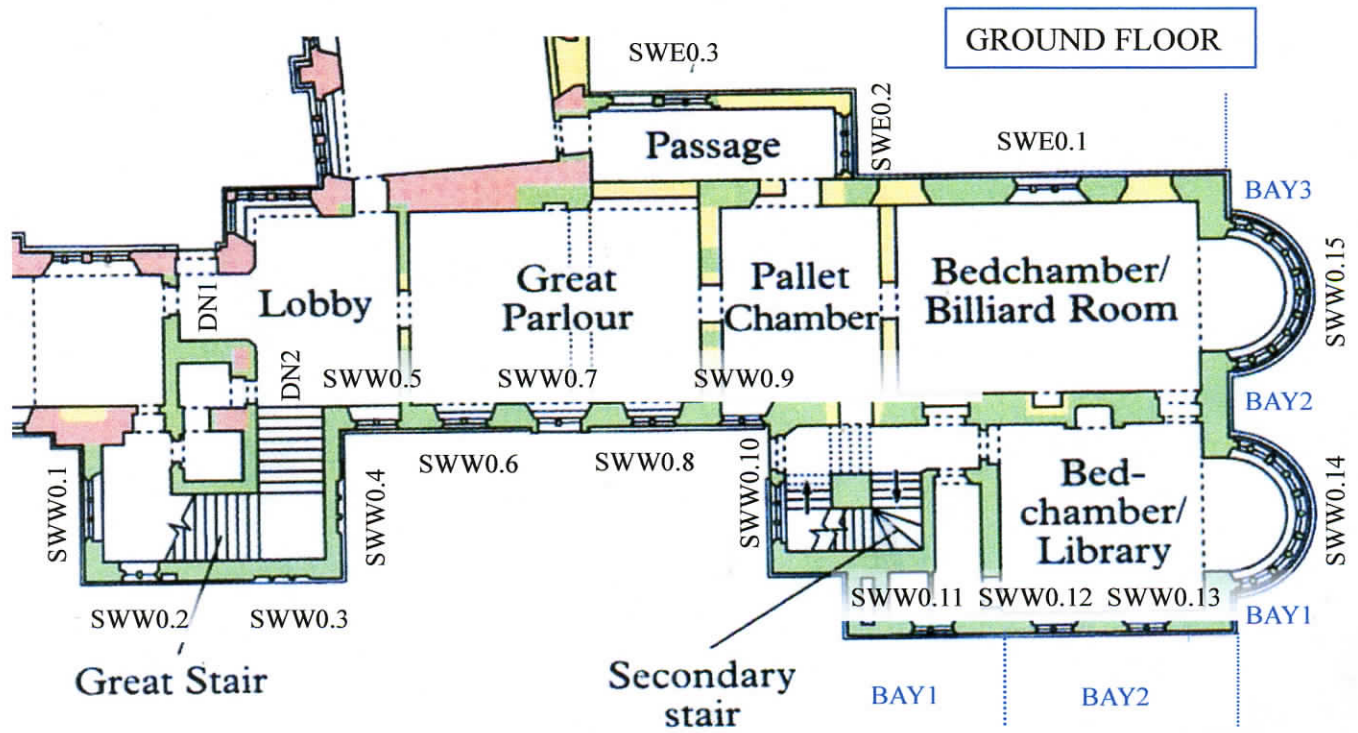 GROUND FLOOR
SWE0.3
SWE0.2
SWE0.1
Passage
BAY3
Lobby
Great
Parlour
Pallet
Chamber
Bedchamber/
Billiard Room
SWW0.15
DN1
DN2
SWW0.5
SWW0.7
SWW0.9
BAY2
SWW0.1
SWW0.4
SWW0.6
SWW0.8
SWW0.10
Bed-
chamber/
Library
SWW0.14
SWW0.2
SWW0.3
SWW0.11
SWW0.12
SWW0.13
BAY1
Great Stair
Secondary
stair
BAY1
BAY2